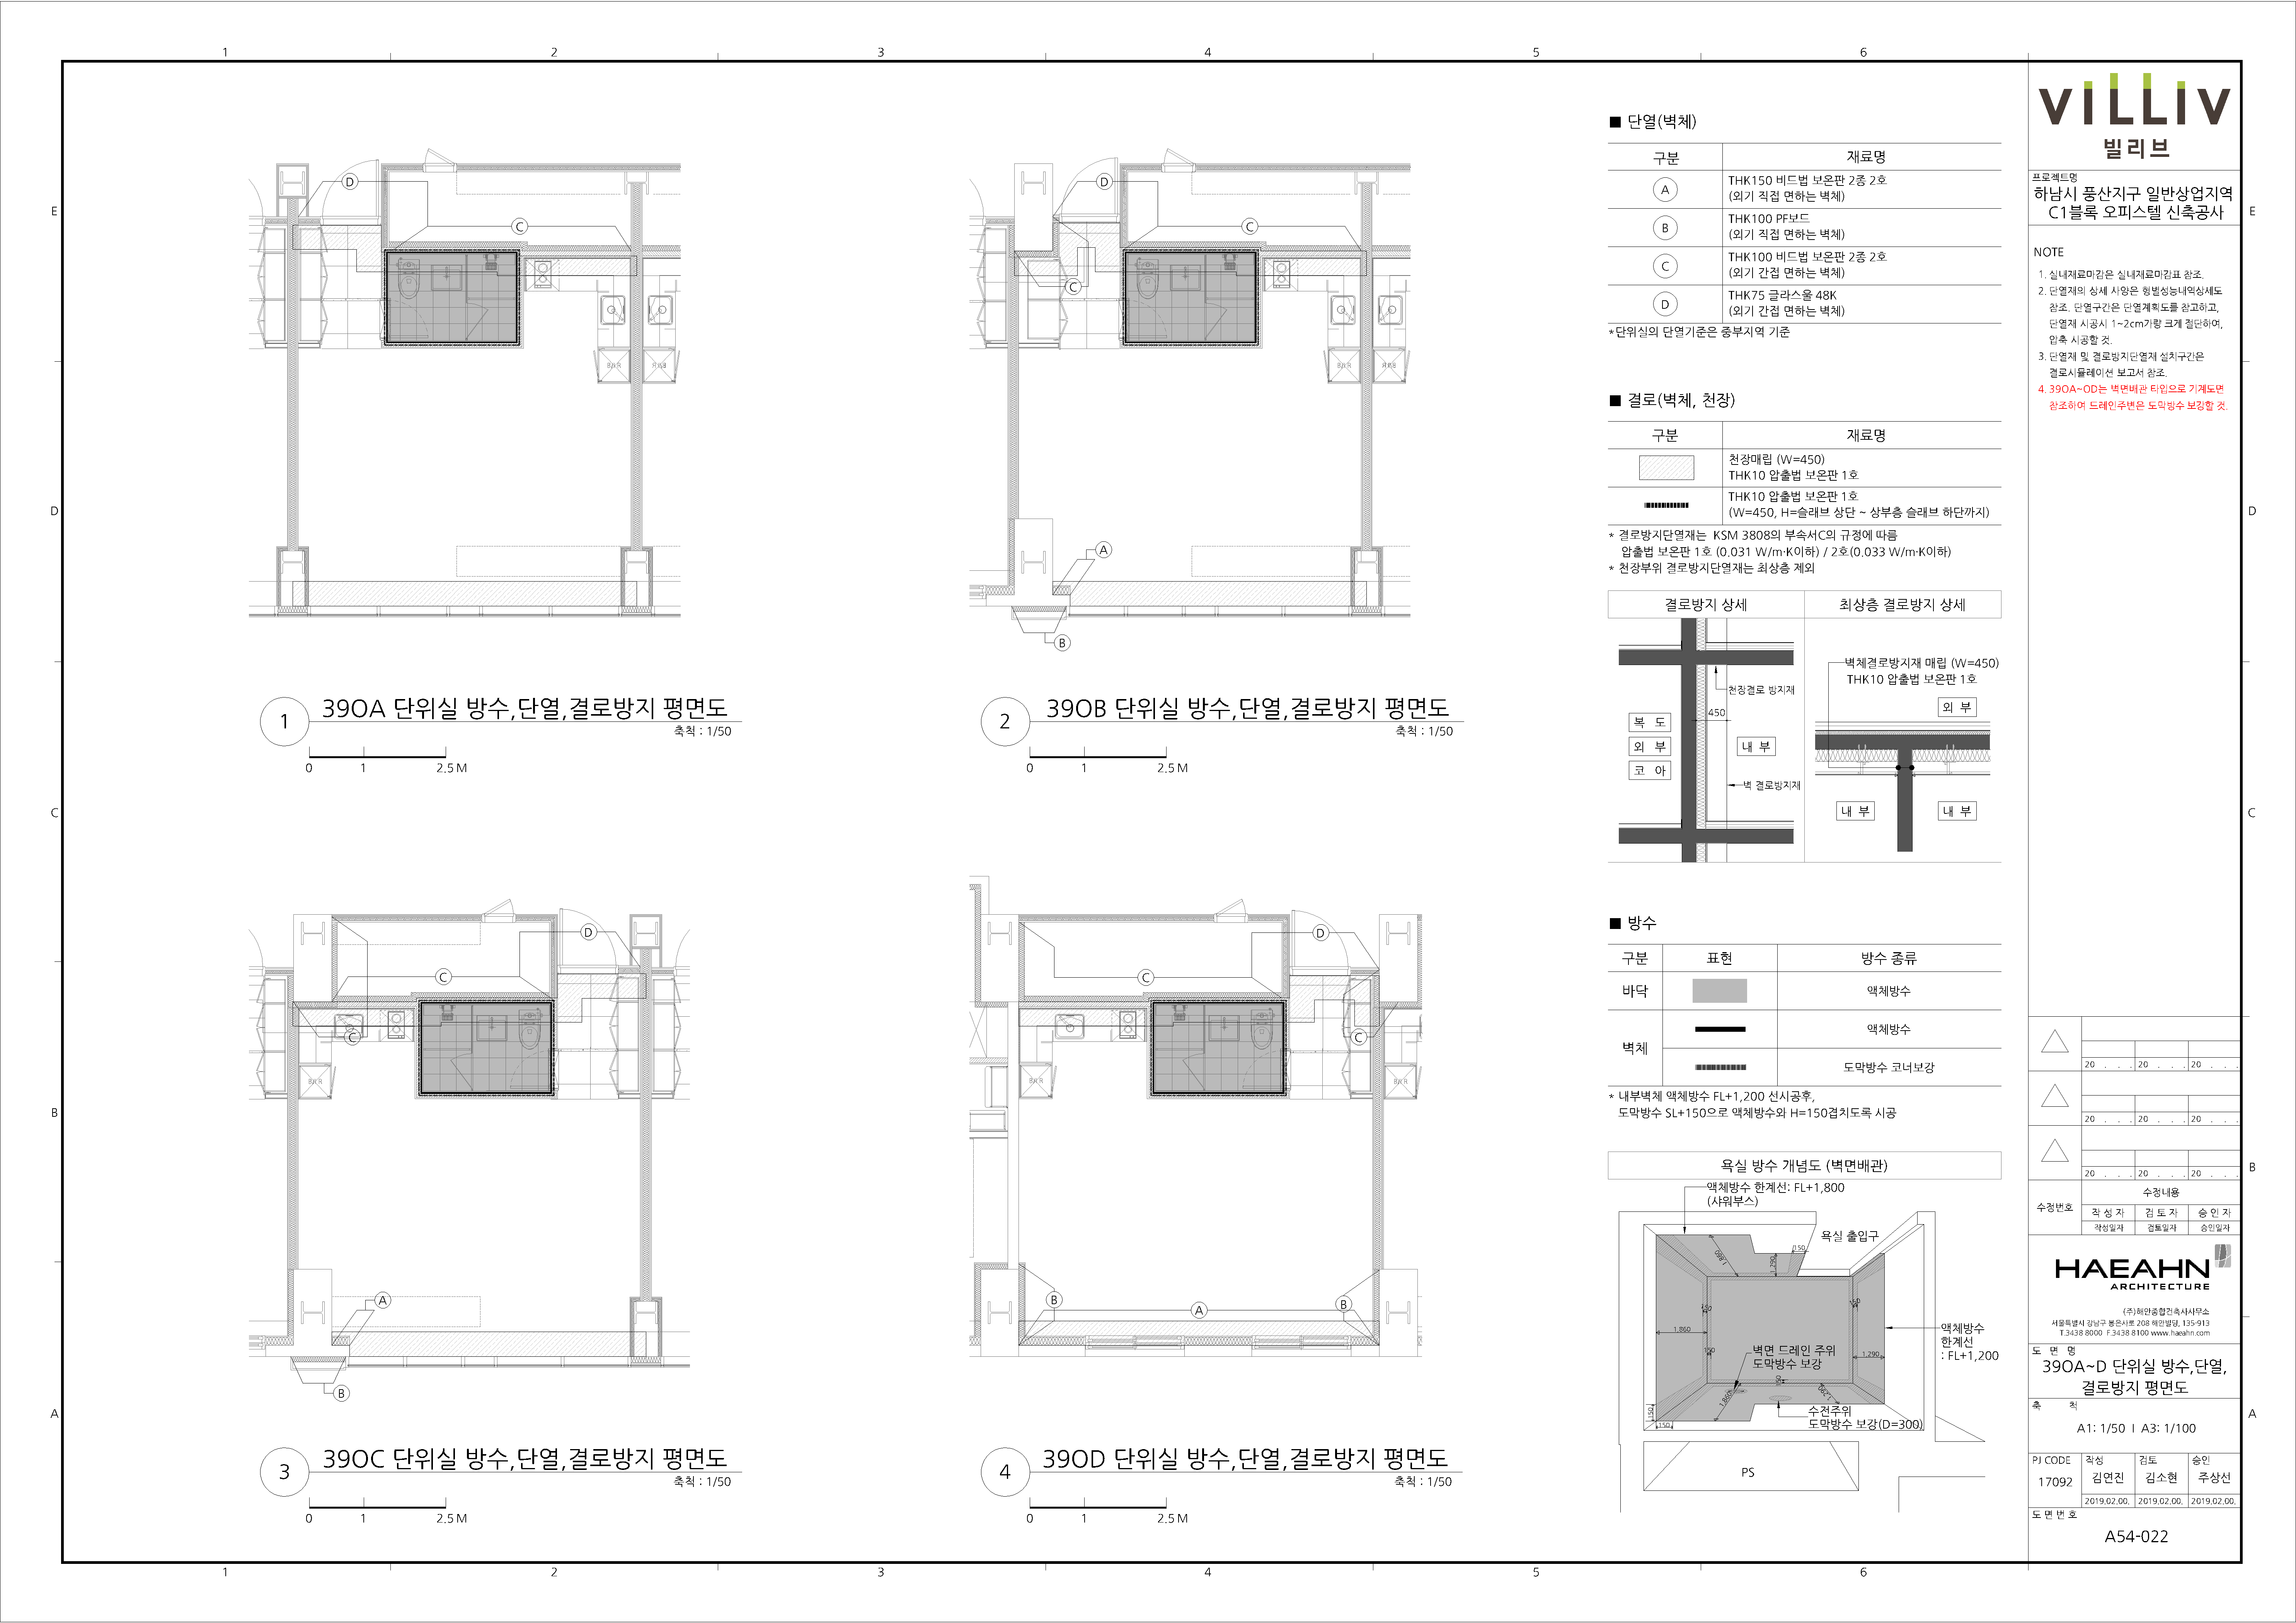 1 2 3 4 5 6
E
D
C
B
A
D
C
39OA 단위실 방수,단열,결로방지 평면도
1
축척 : 1/50
0 1 2.5 M
D
C
C
A
B
39OB 단위실 방수,단열,결로방지 평면도
2
축척 : 1/50
0 1 2.5 M
D
C
C
A
B
39OC 단위실 방수,단열,결로방지 평면도
3
축척 : 1/50
0 1 2.5 M
D
C
C
B
A
B
39OD 단위실 방수,단열,결로방지 평면도
4
축척 : 1/50
0 1 2.5 M
■ 단열(벽체)
구분 재료명
A THK150 비드법 보온판 2종 2호
(외기 직접 면하는 벽체)
B THK100 PF보드
(외기 직접 면하는 벽체)
C THK100 비드법 보온판 2종 2호
(외기 간접 면하는 벽체)
D THK75 글라스울 48K
(외기 간접 면하는 벽체)
*단위실의 단열기준은 중부지역 기준
■ 결로(벽체, 천장)
구분 재료명
천장매립 (W=450)
THK10 압출법 보온판 1호
THK10 압출법 보온판 1호
(W=450, H=슬래브 상단 ~ 상부층 슬래브 하단까지)
* 결로방지단열재는 KSM 3808의 부속서C의 규정에 따름
압출법 보온판 1호 (0.031 W/m·K이하) / 2호(0.033 W/m·K이하)
* 천장부위 결로방지단열재는 최상층 제외
결로방지 상세 최상층 결로방지 상세
천장결로 방지재
450
복 도
외 부
코 아
내 부
벽 결로방지재
벽체결로방지재 매립 (W=450)
THK10 압출법 보온판 1호
외 부
내 부 내 부
■ 방수
구분 표현 방수 종류
바닥 액체방수
벽체 액체방수
도막방수 코너보강
* 내부벽체 액체방수 FL+1,200 선시공후,
도막방수 SL+150으로 액체방수와 H=150겹치도록 시공
욕실 방수 개념도 (벽면배관)
액체방수 한계선: FL+1,800
(샤워부스)
욕실 출입구
150
1,860
1,290
150
150
1,860
150
1,290
벽면 드레인 주위
도막방수 보강
액체방수
한계선
: FL+1,200
150
1,860
1,290
150
150
수전주위
도막방수 보강(D=300)
PS
VILLIV
빌리브
프로젝트명
하남시 풍산지구 일반상업지역
C1블록 오피스텔 신축공사
NOTE
1. 실내재료마감은 실내재료마감표 참조.
2. 단열재의 상세 사양은 형별성능내역상세도
참조. 단열구간은 단열계획도를 참고하고,
단열재 시공시 1~2cm가량 크게 절단하여,
압축 시공할 것.
3. 단열재 및 결로방지단열재 설치구간은
결로시뮬레이션 보고서 참조.
4. 39OA~OD는 벽면배관 타입으로 기계도면
참조하여 드레인주변은 도막방수 보강할 것.
20 . . . 20 . . . 20 . . .
20 . . . 20 . . . 20 . . .
20 . . . 20 . . . 20 . . .
수정번호 수정내용
작 성 자 검 토 자 승 인 자
작성일자 검토일자 승인일자
HAEAHN
ARCHITECTURE
(주)해안종합건축사사무소
서울특별시 강남구 봉은사로 208 해안빌딩, 135-913
T.3438 8000 F.3438 8100 www.haeahn.com
도 면 명
39OA~D 단위실 방수,단열,
결로방지 평면도
축 척
A1: 1/50 I A3: 1/100
PJ CODE 작성 검토 승인
17092 김연진 김소현 주상선
2019.02.00. 2019.02.00. 2019.02.00.
도 면 번 호
A54-022
E
D
C
B
A
1 2 3 4 5 6